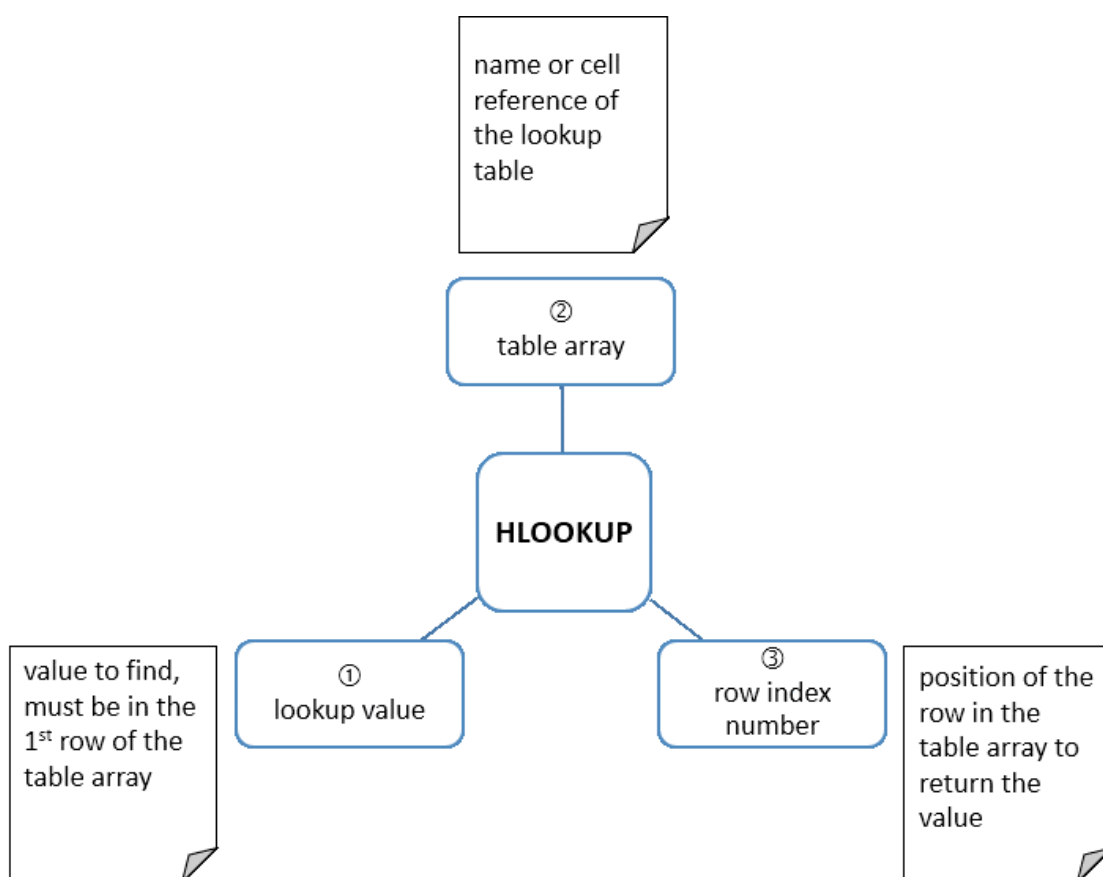 name or cell
reference of
the lookup
table
②
table array
HLOOKUP
value to find,
must be in the
1st row of the
table array
①
lookup value
③
row index
number
position of the
row in the
table array to
return the
value